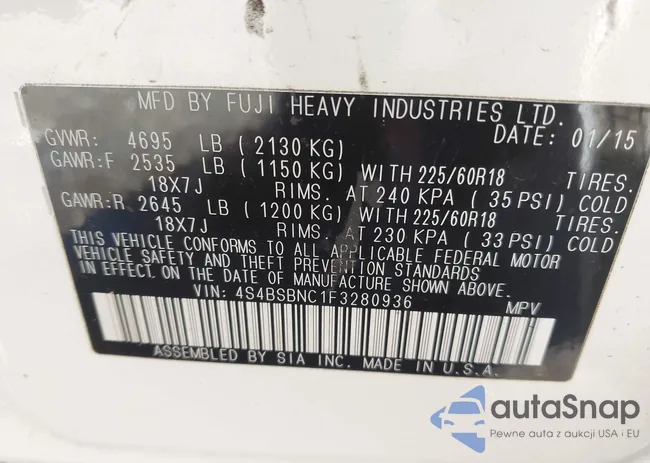 MFD BY FUJI HEAVY INDUSTRIES LTD.
DATE: 01/15
GVWR: 4695 LB (2130 KG)
GAWR:F 2535 LB (1150 KG) WITH 225/60R18 TIRES.
18X7J RIMS. AT 240 KPA (35 PSI) COLD
GAWR:R 2645 LB (1200 KG) WITH 225/60R18 TIRES.
18X7J RIMS. AT 230 KPA (33 PSI) COLD
THIS VEHICLE CONFORMS TO ALL APPLICABLE FEDERAL MOTOR
VEHICLE SAFETY AND THEFT PREVENTION STANDARDS
IN EFFECT ON THE DATE OF MANUFACTURE SHOWN ABOVE.
VIN: 4S4BSBNC1F3280936 MPV
ASSEMBLED BY SIA INC. MADE IN U.S.A.
autaSnap
Pewne auta z aukcji USA i EU